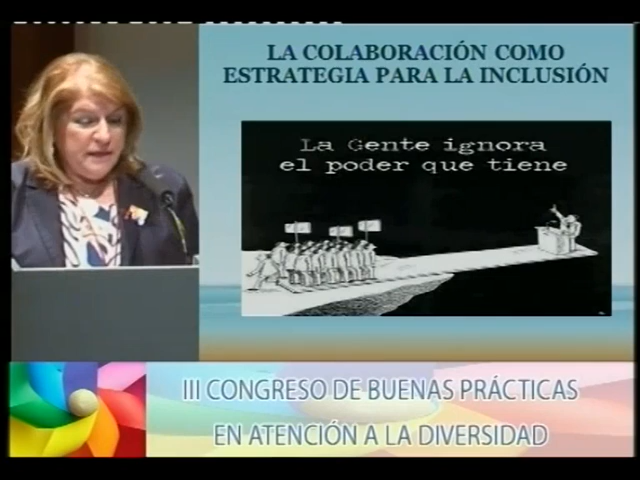 LA COLABORACIÓN COMO
ESTRATEGIA PARA LA INCLUSIÓN
La Gente ignora
el poder que tiene
III CONGRESO DE BUENAS PRÁCTICAS
EN ATENCIÓN A LA DIVERSIDAD